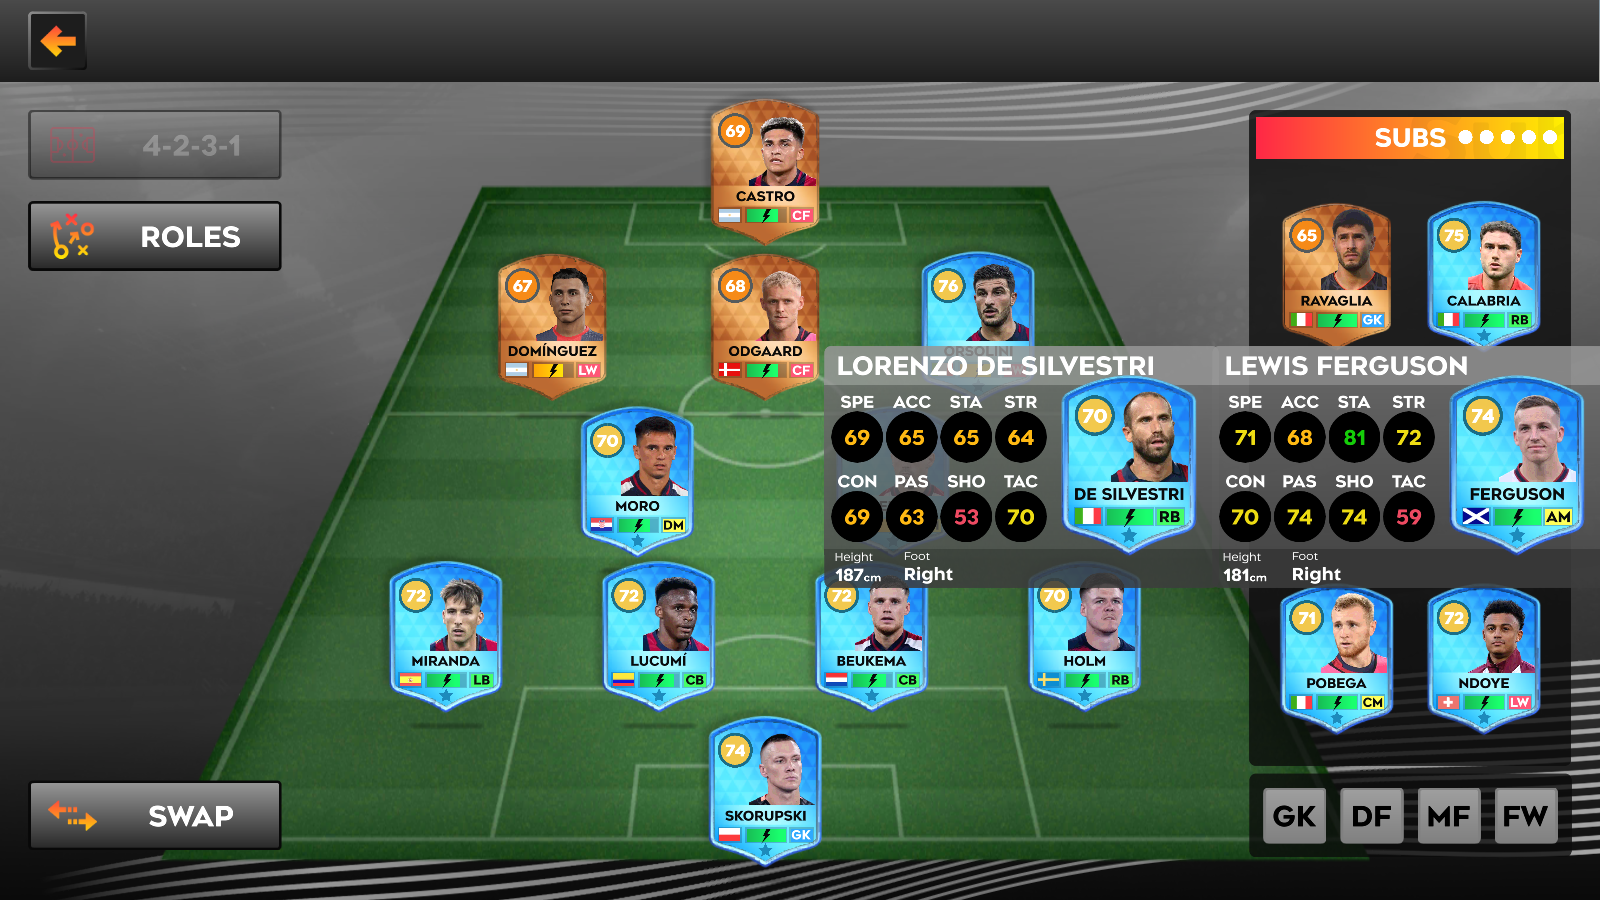 4-2-3-1
ROLES
SWAP
69
CASTRO
CF
67
DOMÍNGUEZ
LW
68
ODGAARD
CF
76
ORSOLINI
70
MORO
DM
72
MIRANDA
LB
72
LUCUMÍ
CB
72
BEUKEMA
CB
70
HOLM
RB
74
SKORUPSKI
GK
SUBS
65
RAVAGLIA
GK
75
CALABRIA
RB
LORENZO DE SILVESTRI
SPE ACC STA STR
69 65 65 64
CON PAS SHO TAC
69 63 53 70
Height Foot
187cm Right
70
DE SILVESTRI
RB
LEWIS FERGUSON
SPE ACC STA STR
71 68 81 72
CON PAS SHO TAC
70 74 74 59
Height Foot
181cm Right
74
FERGUSON
AM
71
POBEGA
CM
72
NDOYE
LW
GK DF MF FW